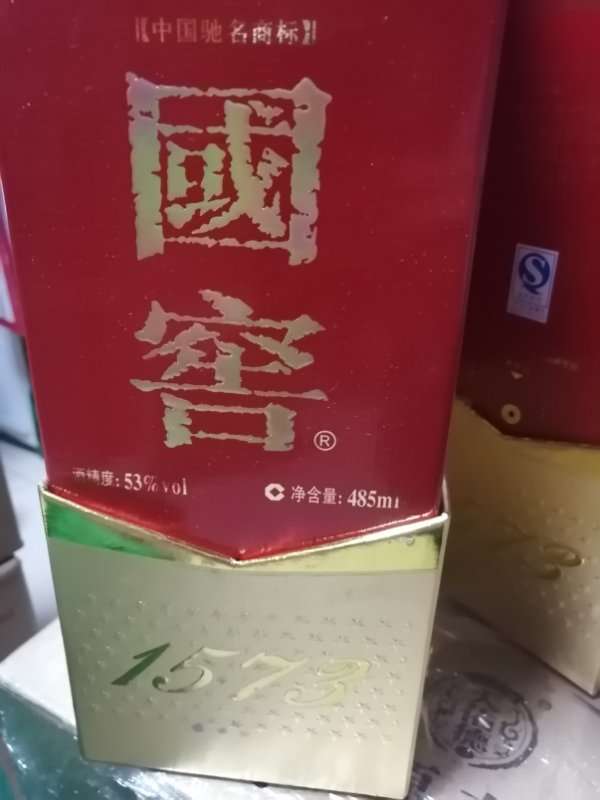 【中国驰名商标】
國
窖
®
酒精度: 53%vol
净含量: 485ml
1573